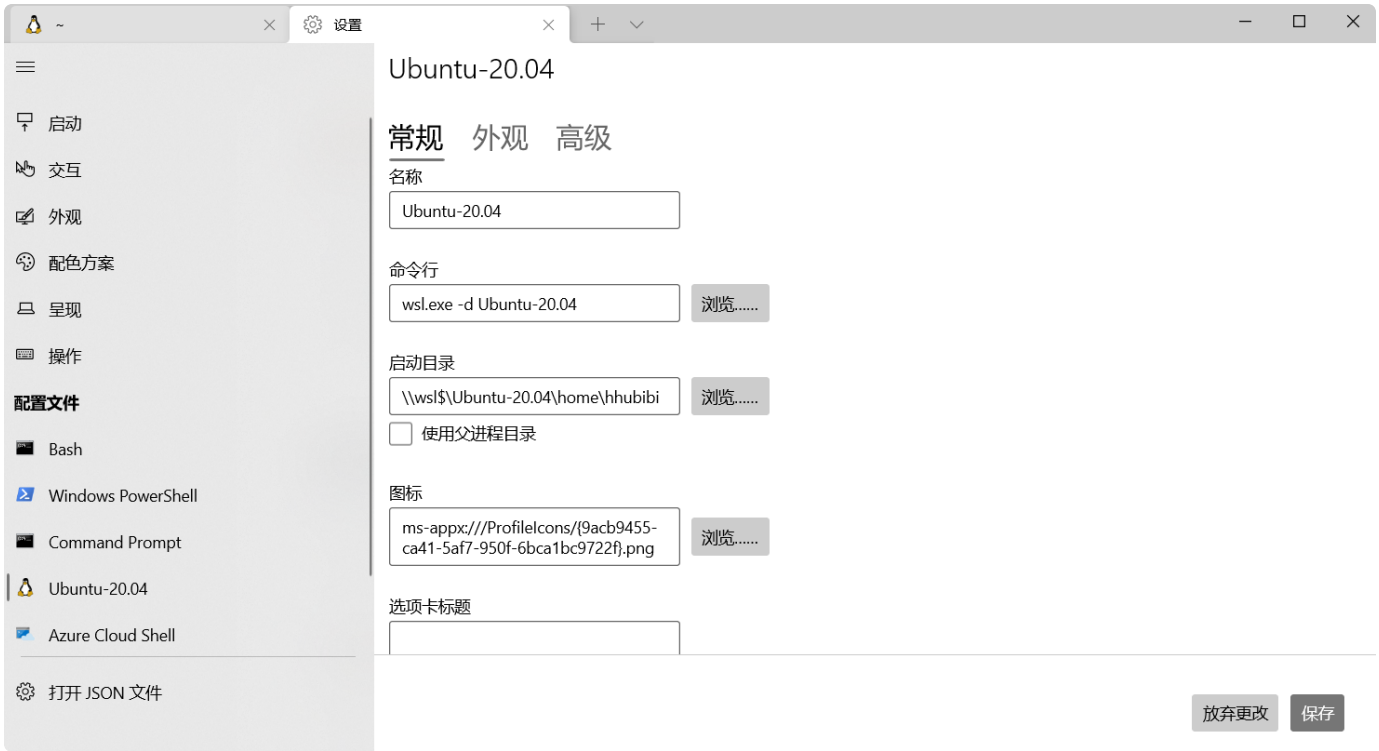 ~
设置
启动
交互
外观
配色方案
呈现
操作
配置文件
Bash
Windows PowerShell
Command Prompt
Ubuntu-20.04
Azure Cloud Shell
打开 JSON 文件
Ubuntu-20.04
常规 外观 高级
名称
Ubuntu-20.04
命令行
wsl.exe -d Ubuntu-20.04 浏览......
启动目录
\\wsl$\Ubuntu-20.04\home\hhubibi 浏览......
使用父进程目录
图标
ms-appx:///ProfileIcons/{9acb9455-
ca41-5af7-950f-6bca1bc9722f}.png 浏览......
选项卡标题
放弃更改 保存